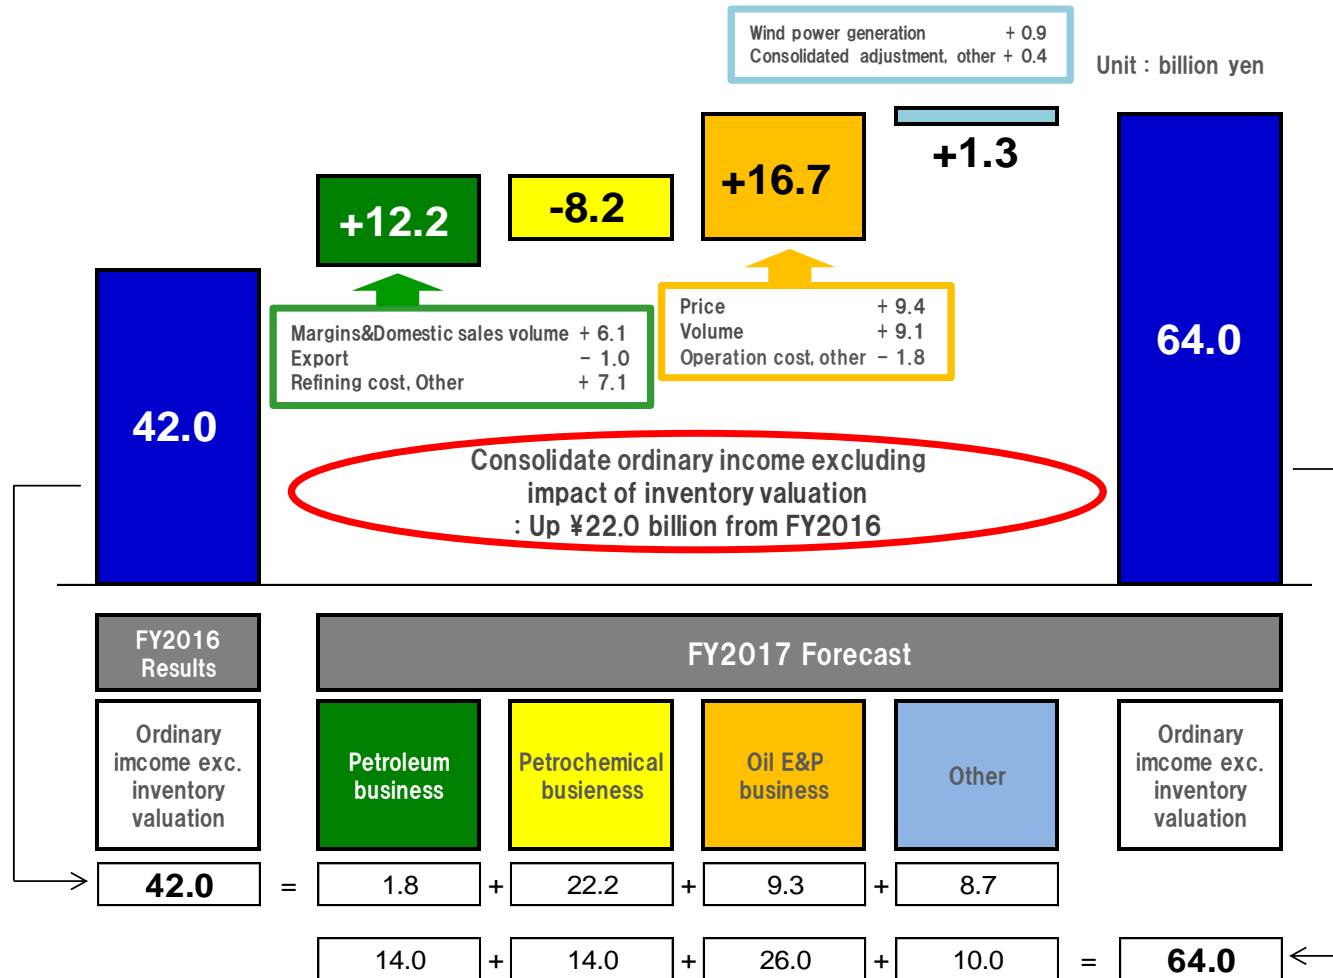 Wind power generation + 0.9
Consolidated adjustment, other + 0.4
Unit : billion yen
+12.2
-8.2
+16.7
+1.3
Margins&Domestic sales volume + 6.1
Export - 1.0
Refining cost, Other + 7.1
Price + 9.4
Volume + 9.1
Operation cost, other - 1.8
42.0
64.0
Consolidate ordinary income excluding
impact of inventory valuation
: Up ¥22.0 billion from FY2016
FY2016
Results
FY2017 Forecast
Ordinary
imcome exc.
inventory
valuation
Petroleum
business
Petrochemical
busieness
Oil E&P
business
Other
Ordinary
imcome exc.
inventory
valuation
42.0 = 1.8 + 22.2 + 9.3 + 8.7
14.0 + 14.0 + 26.0 + 10.0 = 64.0